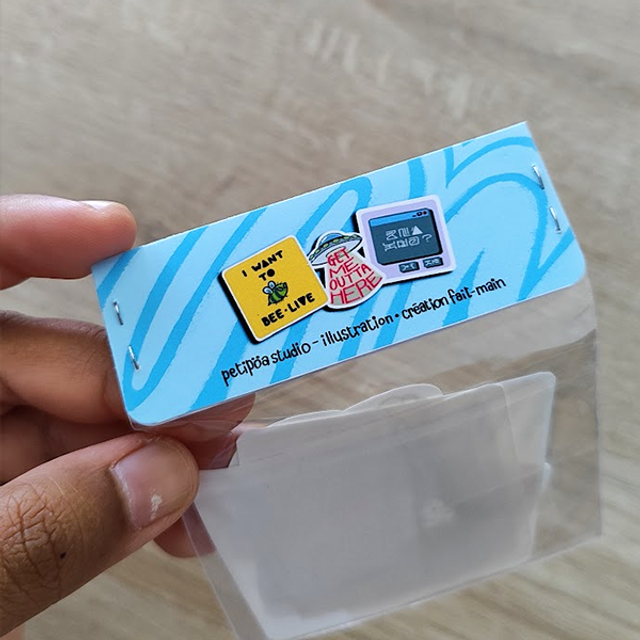 I WANT
TO
BEE·LIVE
GET
ME
OUTTA
HERE
petipöa studio - illustration • création fait-main